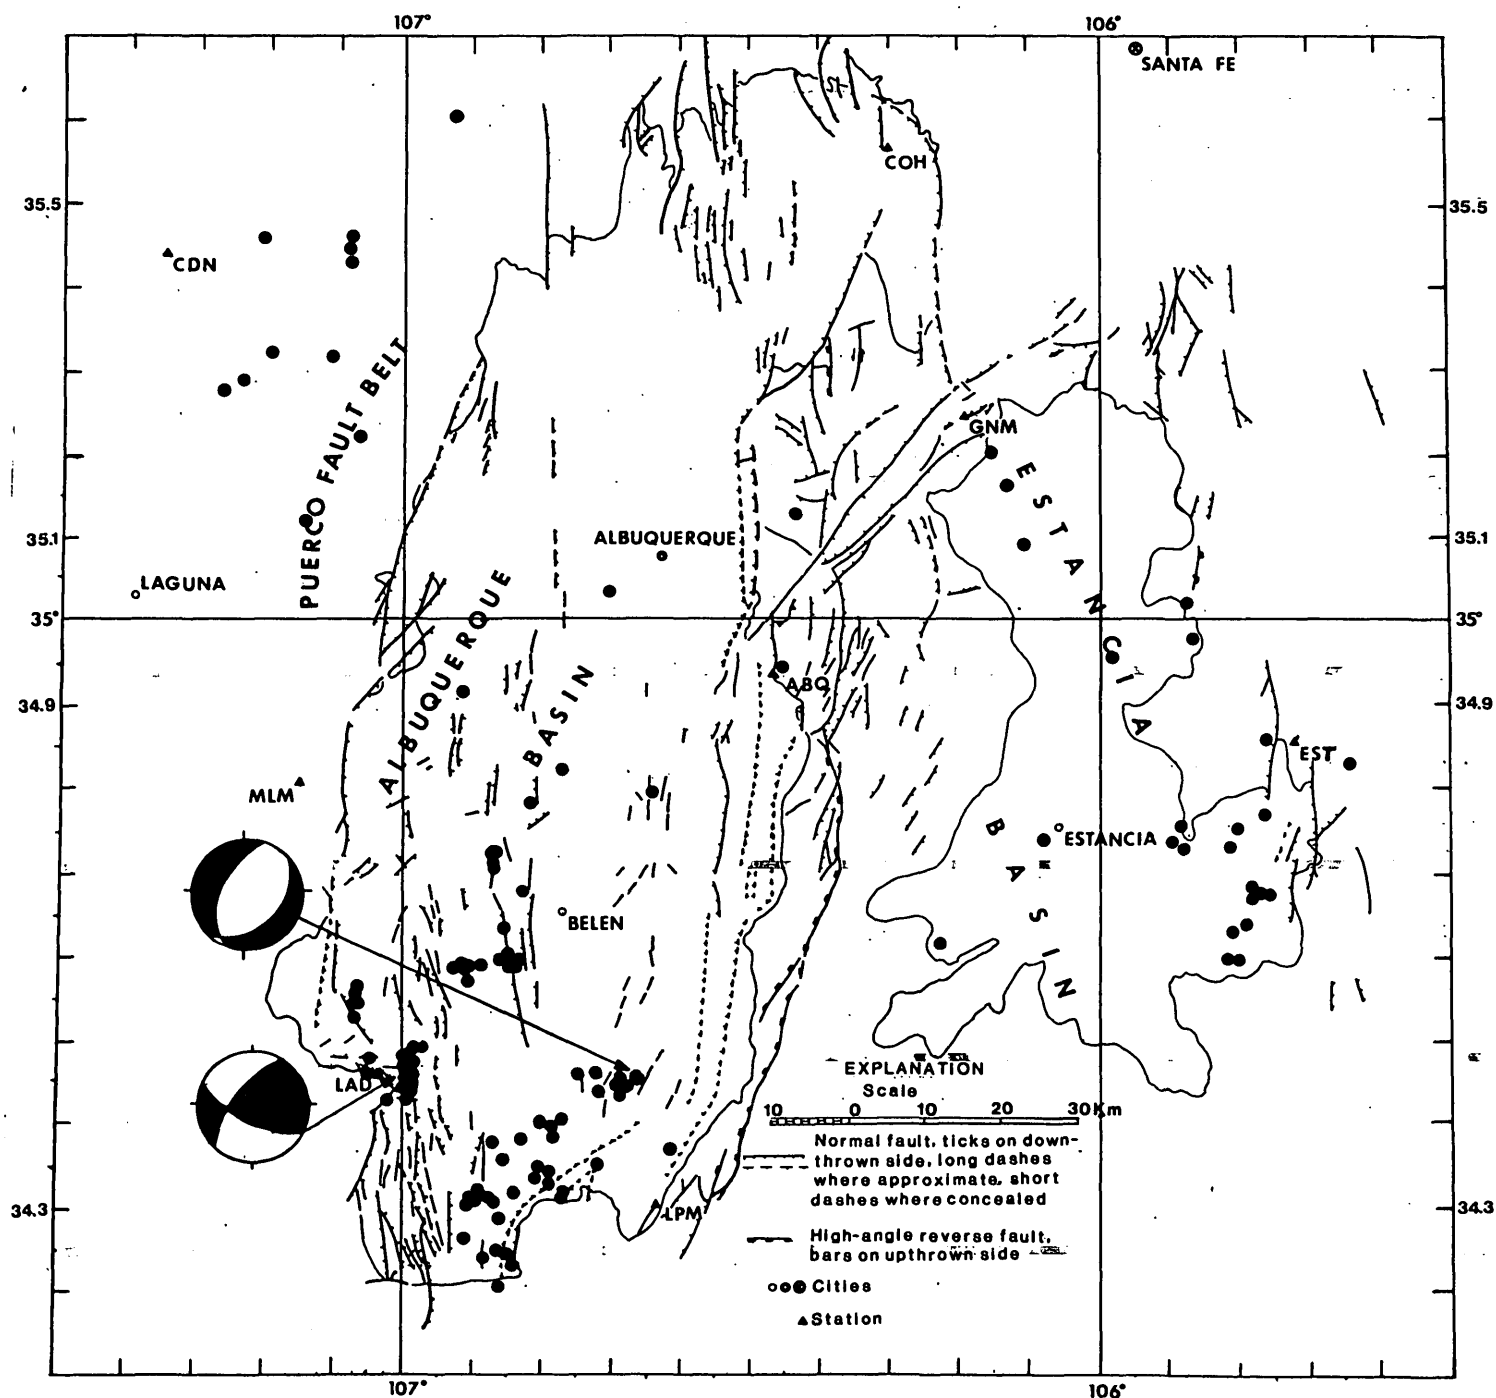 107° 106°
SANTA FE
COH
35.5 35.5
CDN
PUERCO FAULT BELT
GNM
ESTANCIA
ALBUQUERQUE
35.1 35.1
LAGUNA
ALBUQUERQUE
35° 35°
BASIN
ABQ
34.9 34.9
EST
MLM
BASIN
ESTANCIA
BELEN
LAD
EXPLANATION
Scale
10 0 10 20 30 Km
Normal fault, ticks on down-
thrown side, long dashes
where approximate, short
dashes where concealed
34.3 34.3
LPM
High-angle reverse fault,
bars on upthrown side
Cities
Station
107° 106°